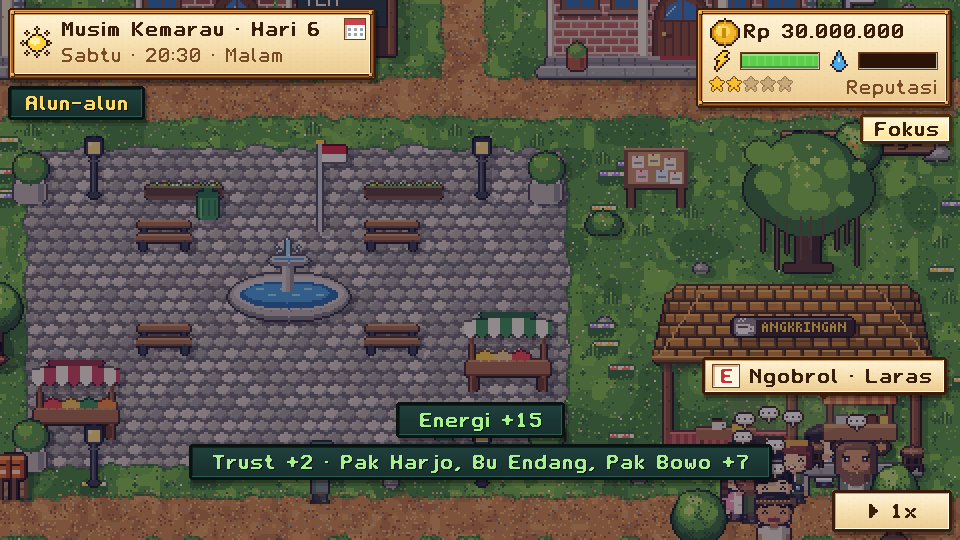 Musim Kemarau · Hari 6
Sabtu · 20:30 · Malam
Rp 30.000.000
Reputasi
Alun-alun
Fokus
ANGKRINGAN
E Ngobrol · Laras
Energi +15
Trust +2 · Pak Harjo, Bu Endang, Pak Bowo +7
1x